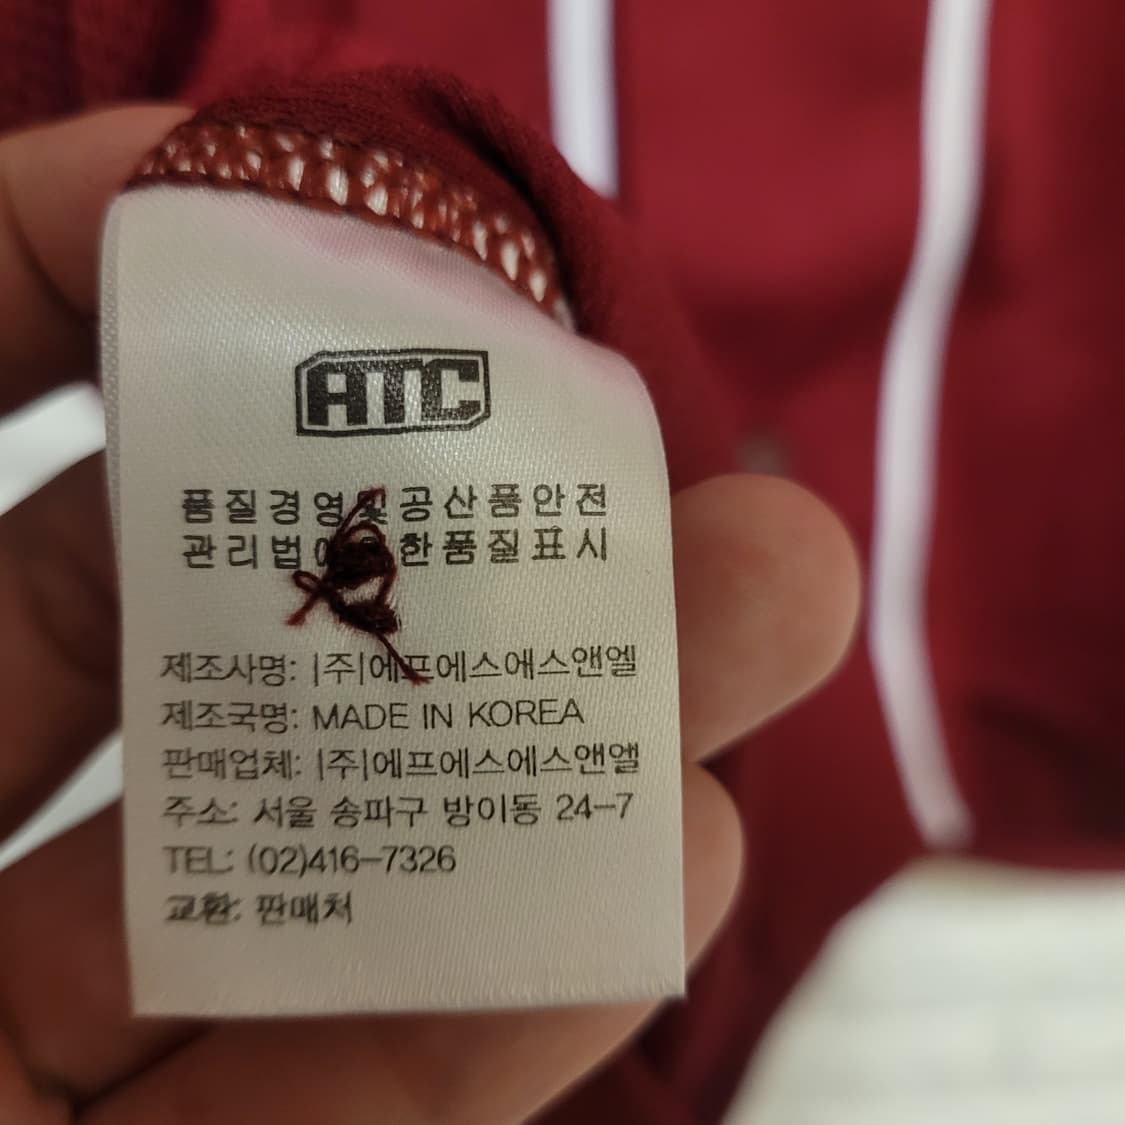 ATC
품질경영및공산품안전
관리법에 한품질표시
제조사명: |주|에프에스에스앤엘
제조국명: MADE IN KOREA
판매업체: |주|에프에스에스앤엘
주소: 서울 송파구 방이동 24-7
TEL: (02)416-7326
교환: 판매처